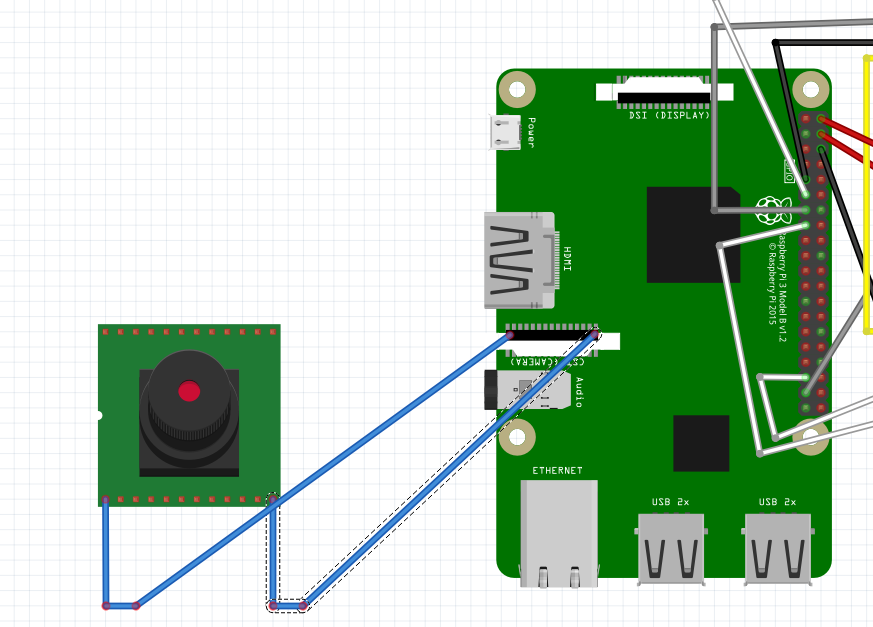 DSI (DISPLAY)
Power
GPIO
HDMI
Raspberry Pi 3 Model B v1.2
© Raspberry Pi 2015
CSI (CAMERA)
Audio
ETHERNET
USB 2x
USB 2x